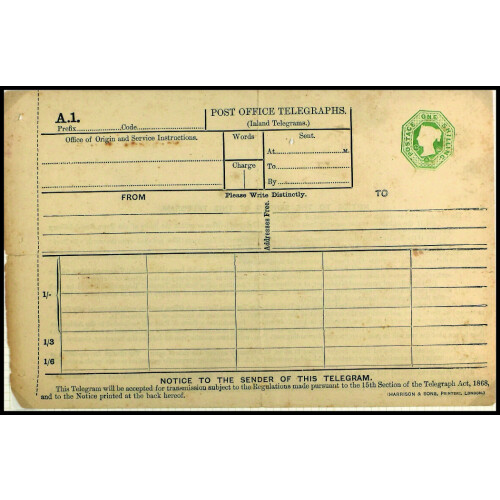 A.1.
Prefix Code
POST OFFICE TELEGRAPHS.
(Inland Telegrams.)
POSTAGE ONE SHILLING
Office of Origin and Service Instructions.
Words
Sent.
At M.
Charge
To
By
FROM
Please Write Distinctly.
TO
Addresses Free.
1/-
1/3
1/6
NOTICE TO THE SENDER OF THIS TELEGRAM.
This Telegram will be accepted for transmission subject to the Regulations made pursuant to the 15th Section of the Telegraph Act, 1868,
and to the Notice printed at the back hereof.
(HARRISON & SONS, PRINTERS, LONDON.)